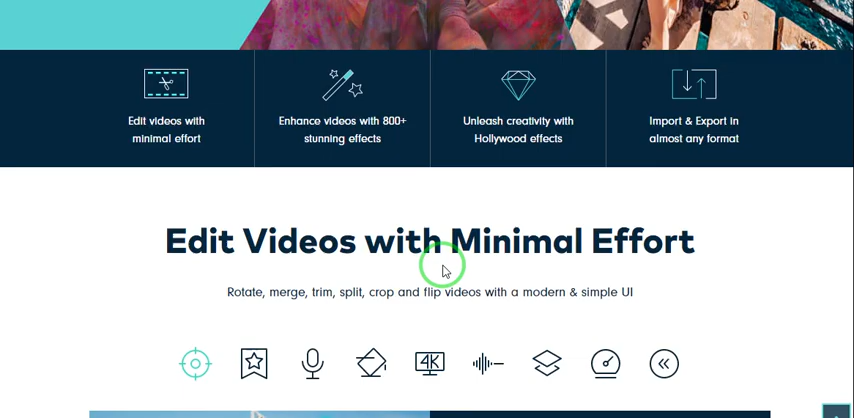 Edit videos with
minimal effort
Enhance videos with 800+
stunning effects
Unleash creativity with
Hollywood effects
Import & Export in
almost any format
Edit Videos with Minimal Effort
Rotate, merge, trim, split, crop and flip videos with a modern & simple UI
4K